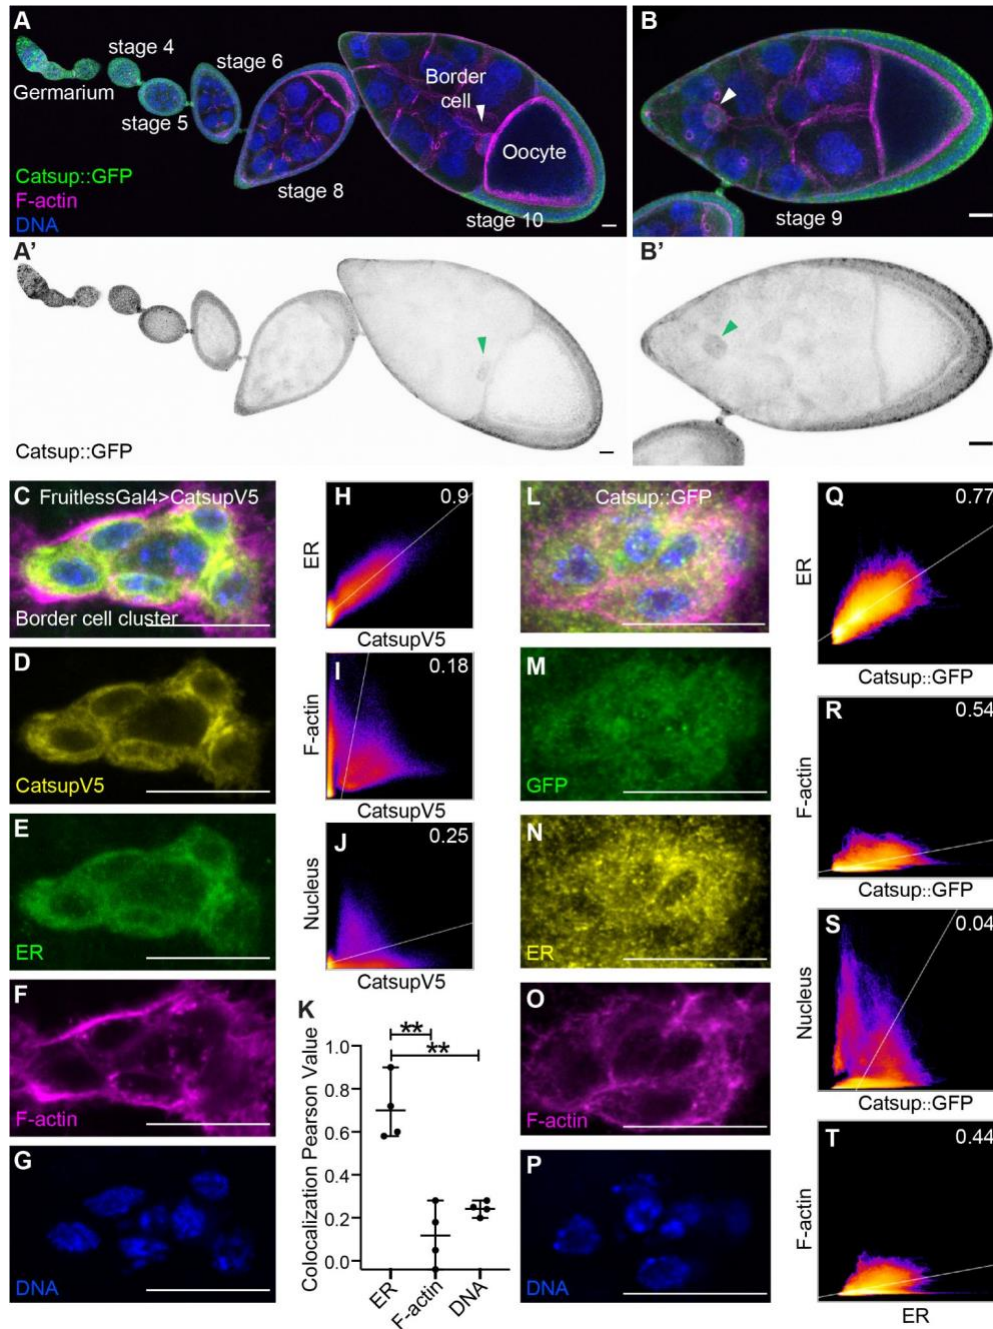 A
stage 4
stage 6
Germarium
stage 5
Border
cell
Oocyte
stage 8
stage 10
Catsup::GFP
F-actin
DNA
B
stage 9
A’
Catsup::GFP
B’
C FruitlessGal4>CatsupV5
Border cell cluster
D
CatsupV5
E
ER
F
F-actin
G
DNA
H
0.9
ER
CatsupV5
I
0.18
F-actin
CatsupV5
J
0.25
Nucleus
CatsupV5
K
**
**
Colocalization Pearson Value
1.0
0.8
0.6
0.4
0.2
0.0
ER
F-actin
DNA
L Catsup::GFP
M
GFP
N
ER
O
F-actin
P
DNA
Q
0.77
ER
Catsup::GFP
R
0.54
F-actin
Catsup::GFP
S
0.04
Nucleus
Catsup::GFP
T
0.44
F-actin
ER